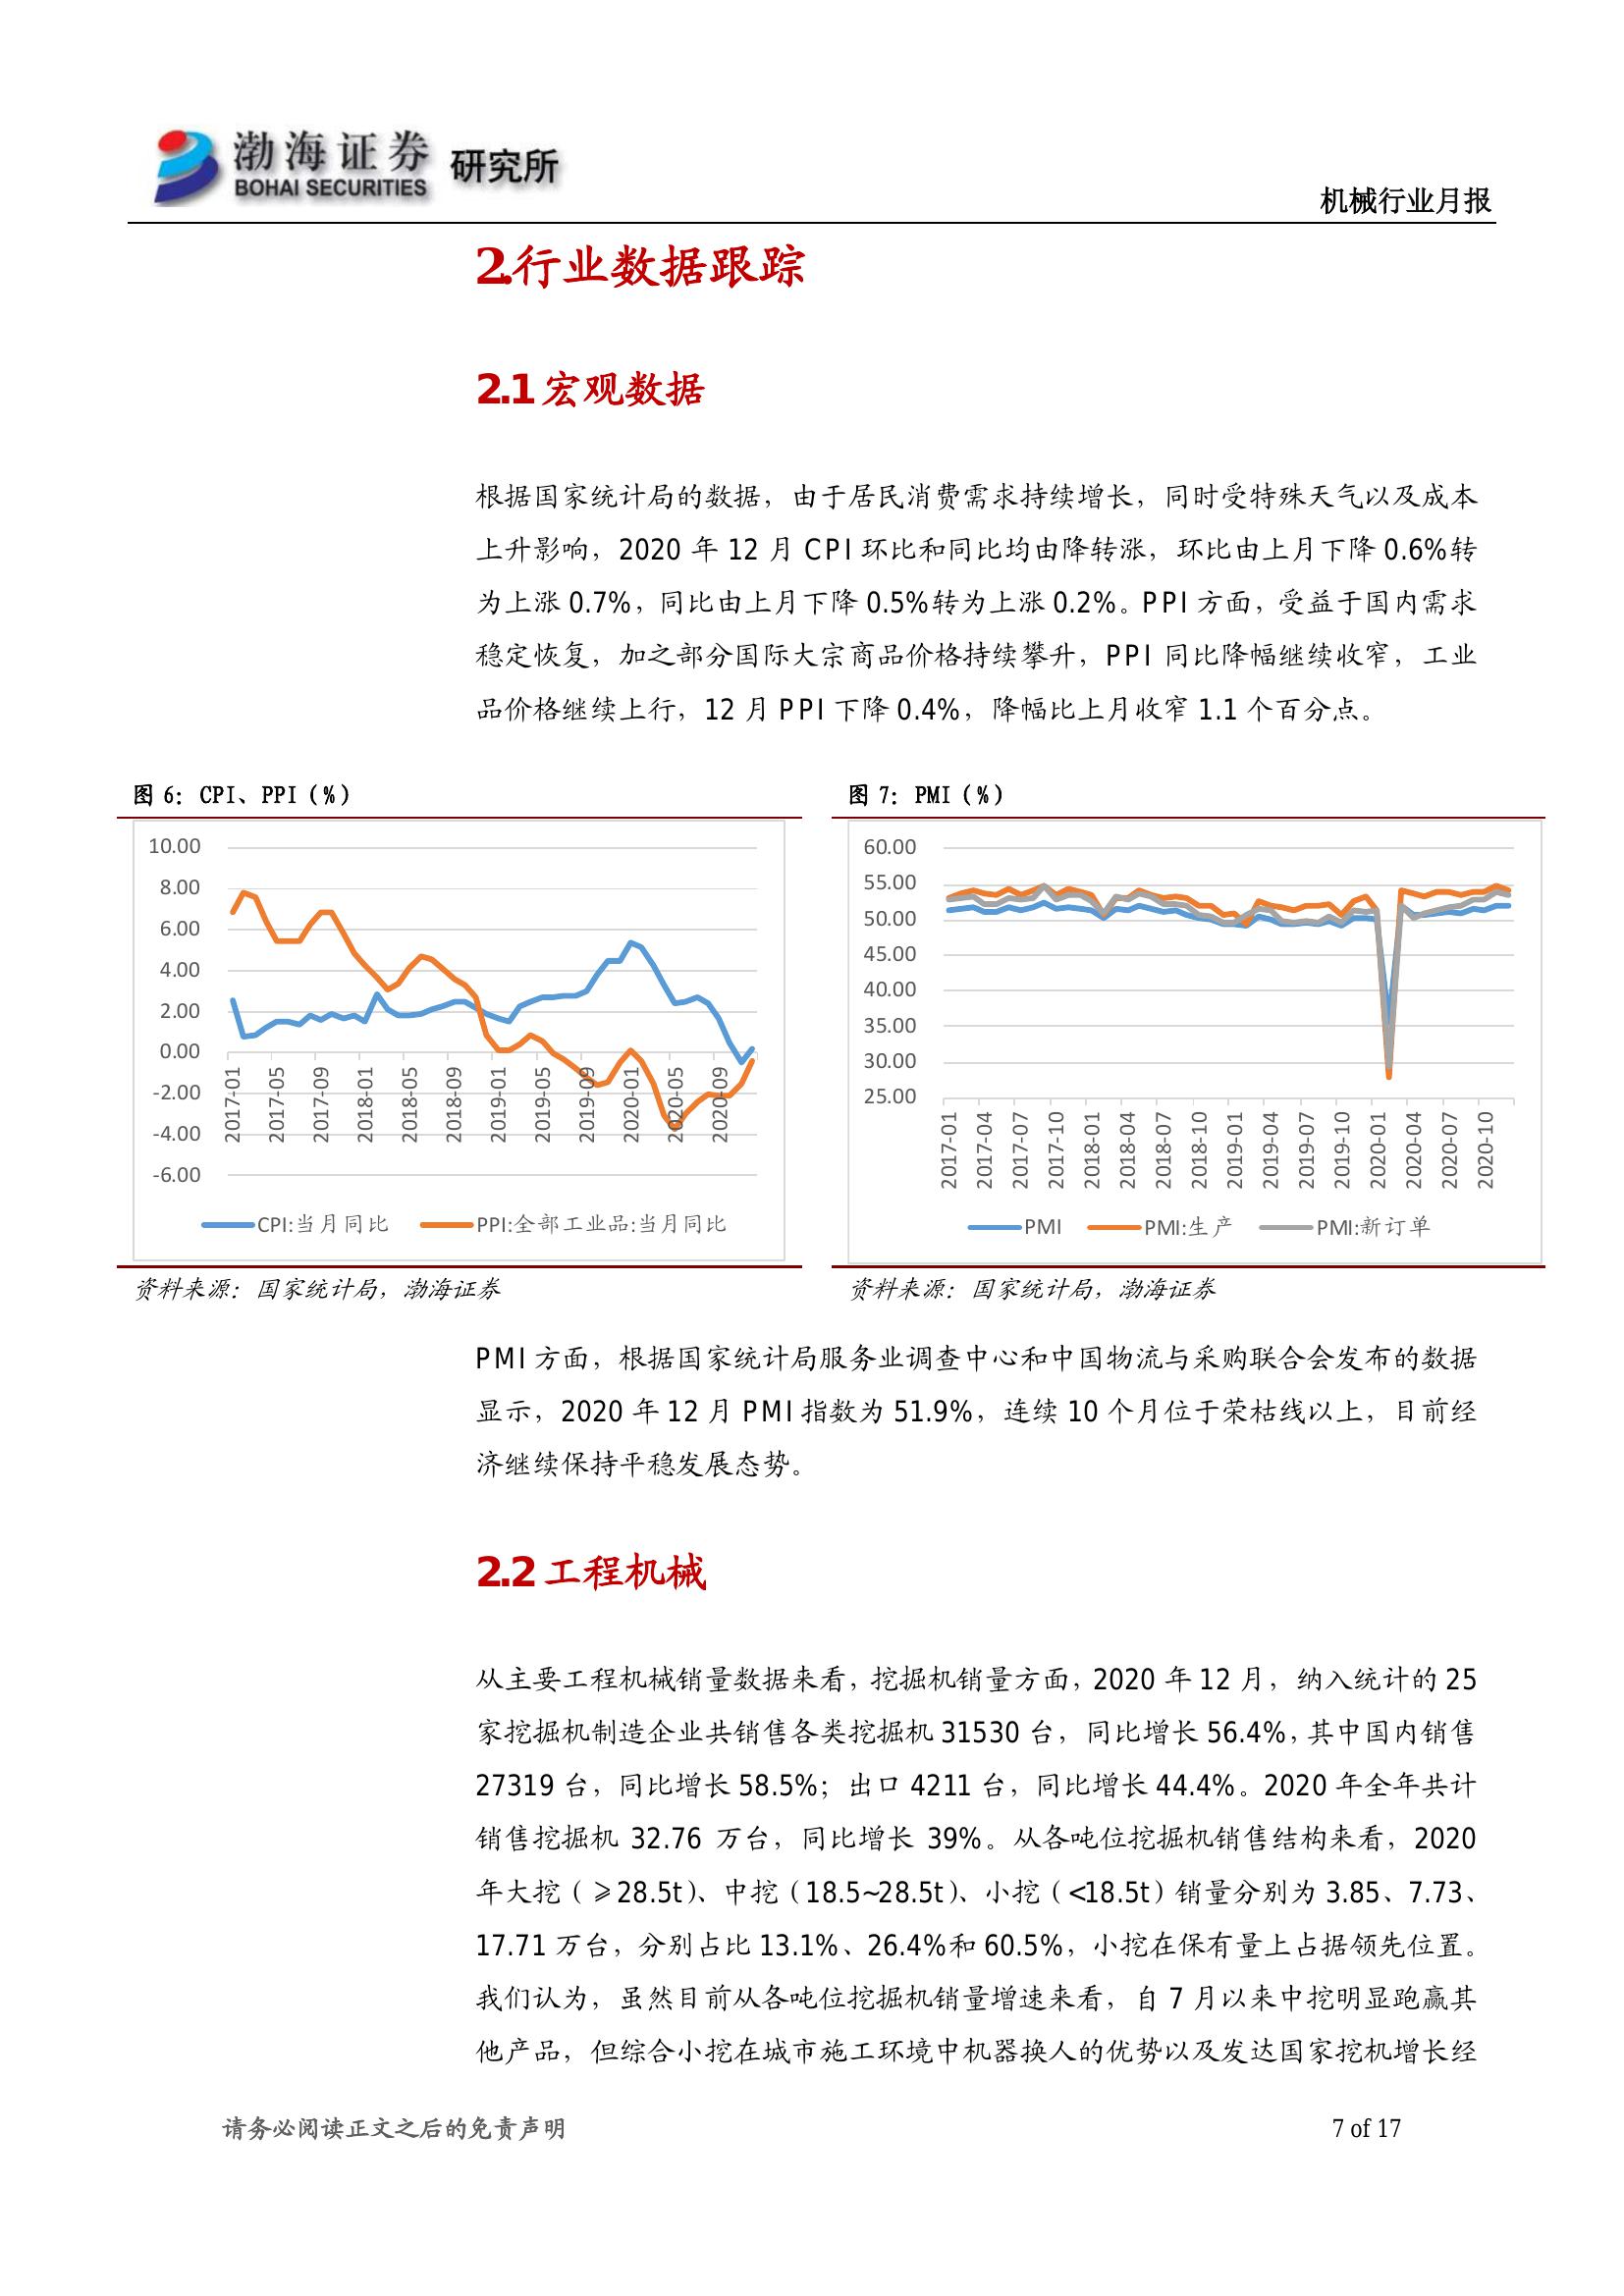 渤海证券 研究所
BOHAI SECURITIES
机械行业月报
2.行业数据跟踪
2.1 宏观数据
根据国家统计局的数据，由于居民消费需求持续增长，同时受特殊天气以及成本
上升影响，2020 年 12 月 CPI 环比和同比均由降转涨，环比由上月下降 0.6%转
为上涨 0.7%，同比由上月下降 0.5%转为上涨 0.2%。PPI 方面，受益于国内需求
稳定恢复，加之部分国际大宗商品价格持续攀升，PPI 同比降幅继续收窄，工业
品价格继续上行，12 月 PPI 下降 0.4%，降幅比上月收窄 1.1 个百分点。
图 6：CPI、PPI（%）
10.00
8.00
6.00
4.00
2.00
0.00
-2.00
-4.00
-6.00
2017-01
2017-05
2017-09
2018-01
2018-05
2018-09
2019-01
2019-05
2019-09
2020-01
2020-05
2020-09
CPI:当月同比 PPI:全部工业品:当月同比
资料来源：国家统计局，渤海证券
图 7：PMI（%）
60.00
55.00
50.00
45.00
40.00
35.00
30.00
25.00
2017-01
2017-04
2017-07
2017-10
2018-01
2018-04
2018-07
2018-10
2019-01
2019-04
2019-07
2019-10
2020-01
2020-04
2020-07
2020-10
PMI PMI:生产 PMI:新订单
资料来源：国家统计局，渤海证券
PMI 方面，根据国家统计局服务业调查中心和中国物流与采购联合会发布的数据
显示，2020 年 12 月 PMI 指数为 51.9%，连续 10 个月位于荣枯线以上，目前经
济继续保持平稳发展态势。
2.2 工程机械
从主要工程机械销量数据来看，挖掘机销量方面，2020 年 12 月，纳入统计的 25
家挖掘机制造企业共销售各类挖掘机 31530 台，同比增长 56.4%，其中国内销售
27319 台，同比增长 58.5%；出口 4211 台，同比增长 44.4%。2020 年全年共计
销售挖掘机 32.76 万台，同比增长 39%。从各吨位挖掘机销售结构来看，2020
年大挖（≥28.5t）、中挖（18.5~28.5t）、小挖（<18.5t）销量分别为 3.85、7.73、
17.71 万台，分别占比 13.1%、26.4%和 60.5%，小挖在保有量上占据领先位置。
我们认为，虽然目前从各吨位挖掘机销量增速来看，自 7 月以来中挖明显跑赢其
他产品，但综合小挖在城市施工环境中机器换人的优势以及发达国家挖机增长经
请务必阅读正文之后的免责声明
7 of 17